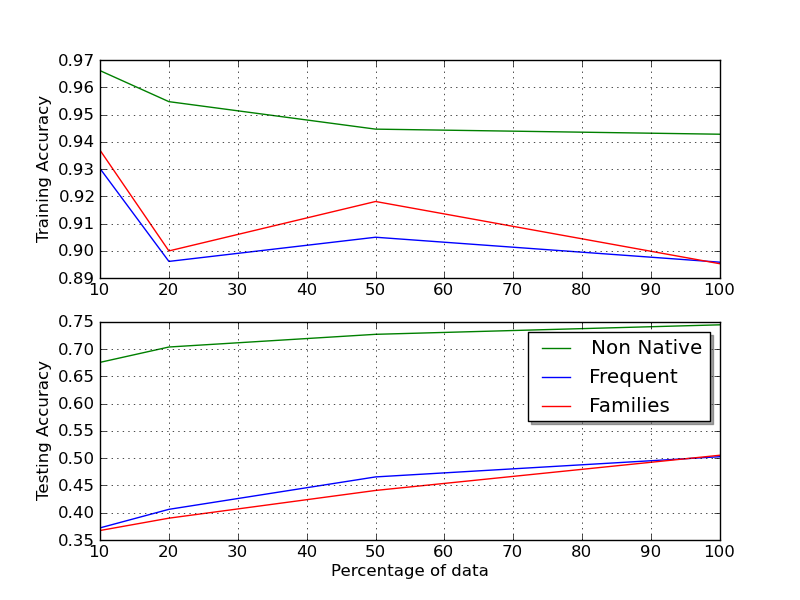 0.97
0.96
0.95
0.94
0.93
0.92
0.91
0.90
0.89
Training Accuracy
10 20 30 40 50 60 70 80 90 100
0.75
0.70
0.65
0.60
0.55
0.50
0.45
0.40
0.35
Testing Accuracy
Non Native
Frequent
Families
10 20 30 40 50 60 70 80 90 100
Percentage of data